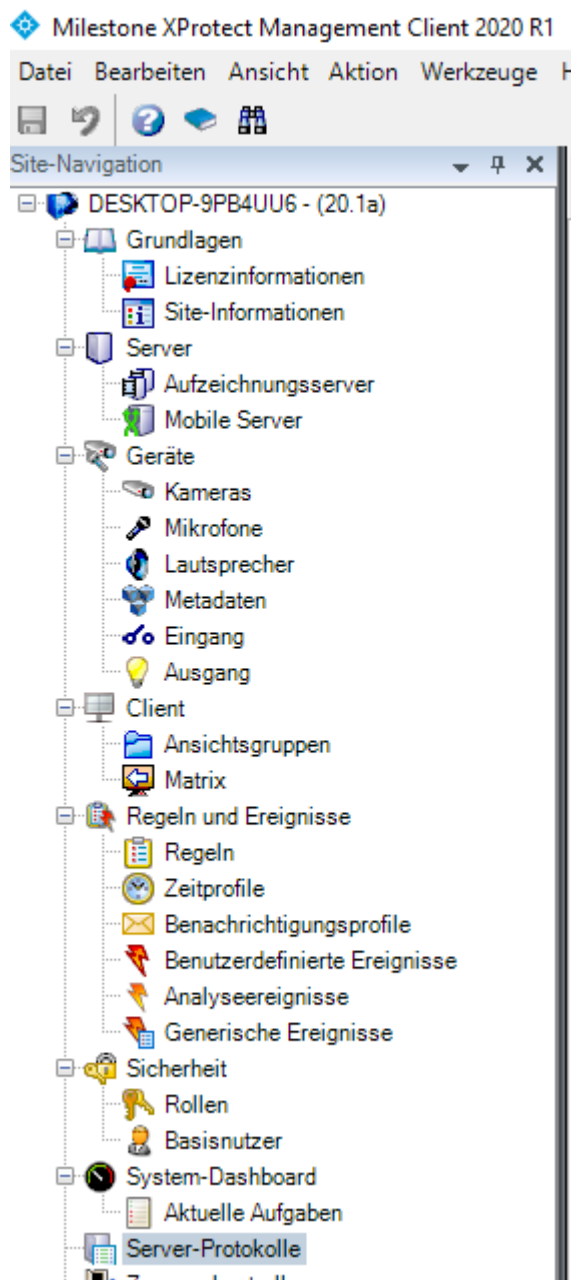 Milestone XProtect Management Client 2020 R1
Datei Bearbeiten Ansicht Aktion Werkzeuge
Site-Navigation
DESKTOP-9PB4UU6 - (20.1a)
Grundlagen
Lizenzinformationen
Site-Informationen
Server
Aufzeichnungsserver
Mobile Server
Geräte
Kameras
Mikrofone
Lautsprecher
Metadaten
Eingang
Ausgang
Client
Ansichtsgruppen
Matrix
Regeln und Ereignisse
Regeln
Zeitprofile
Benachrichtigungsprofile
Benutzerdefinierte Ereignisse
Analyseereignisse
Generische Ereignisse
Sicherheit
Rollen
Basisnutzer
System-Dashboard
Aktuelle Aufgaben
Server-Protokolle